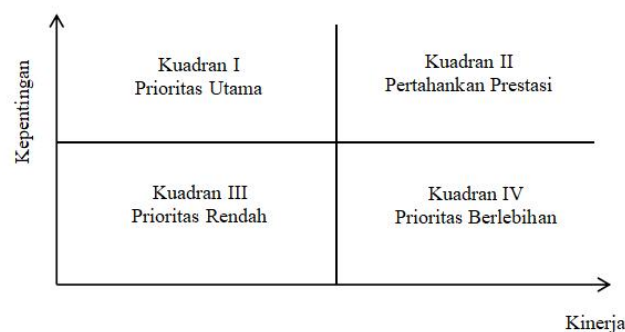 Kepentingan
Kuadran I
Prioritas Utama
Kuadran II
Pertahankan Prestasi
Kuadran III
Prioritas Rendah
Kuadran IV
Prioritas Berlebihan
Kinerja